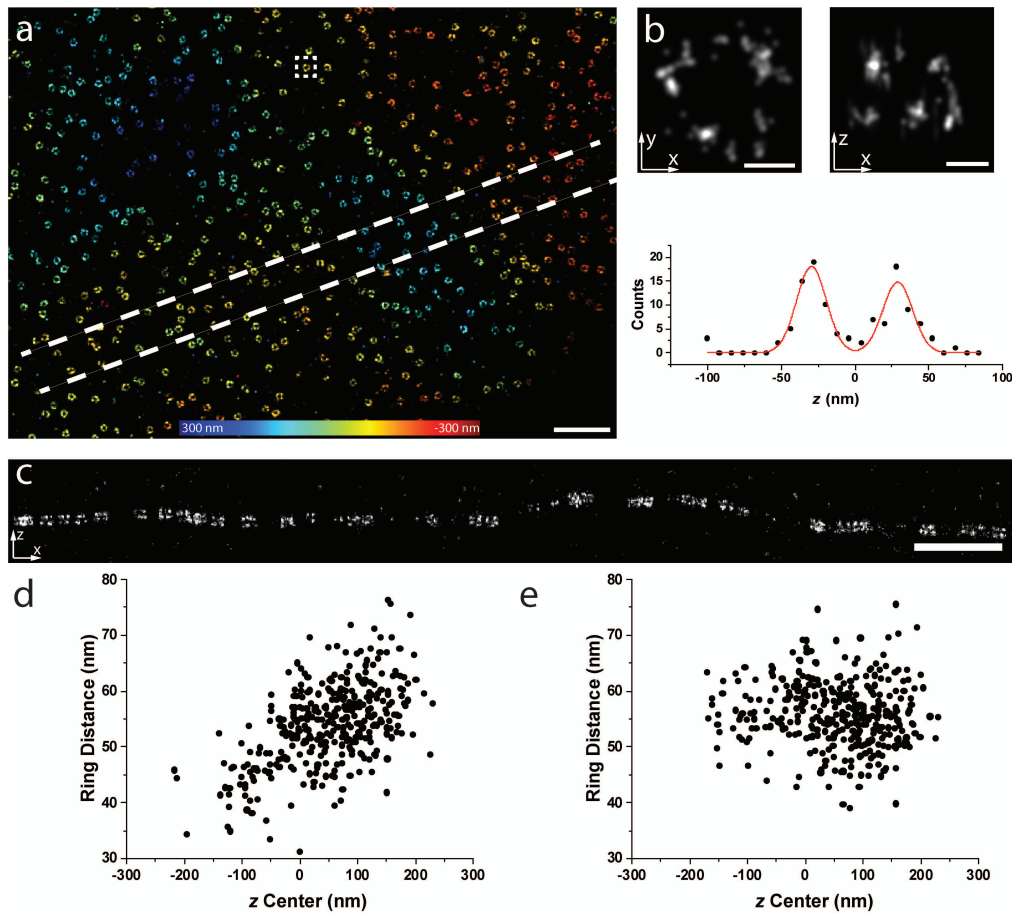 a
300 nm -300 nm
b
y
x
z
x
Counts
20
15
10
5
0
-100 -50 0 50 100
z (nm)
c
z
x
d
Ring Distance (nm)
80
70
60
50
40
30
-300 -200 -100 0 100 200 300
z Center (nm)
e
Ring Distance (nm)
80
70
60
50
40
30
-300 -200 -100 0 100 200 300
z Center (nm)